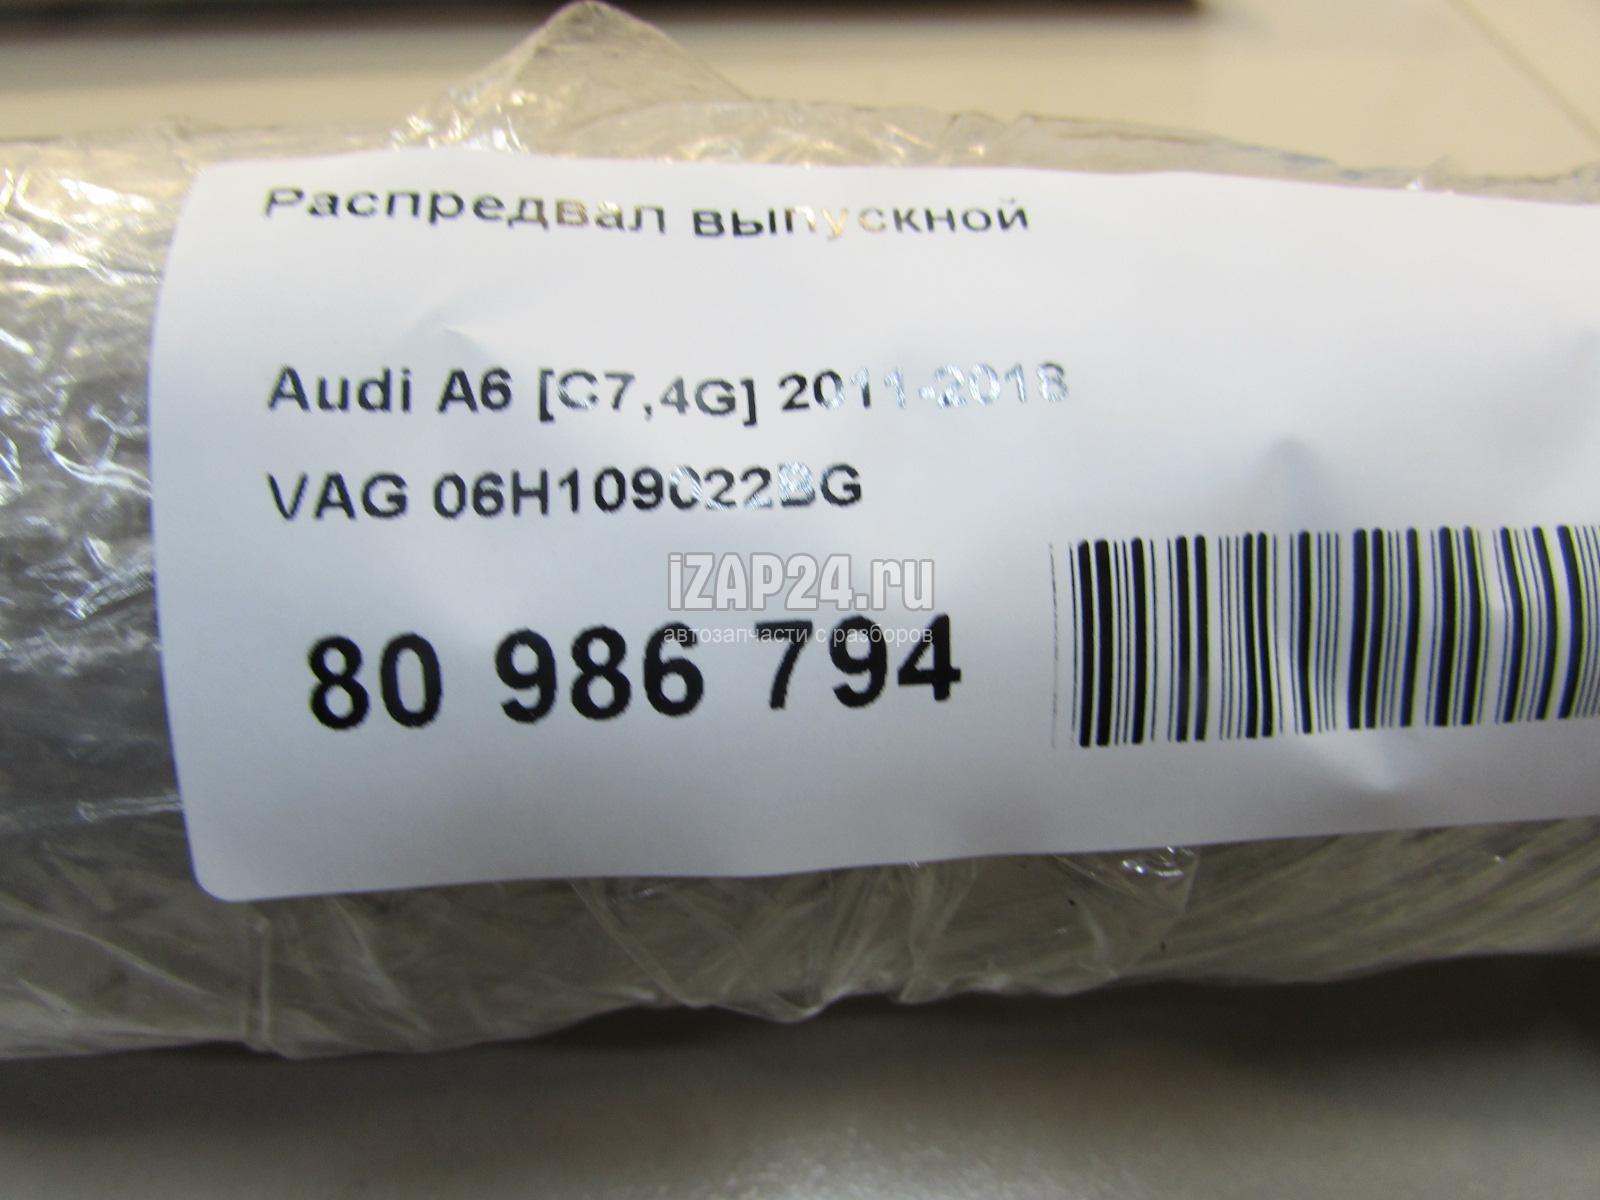 Распредвал выпускной
Audi A6 [C7,4G] 2011-2018
VAG 06H109022BG
iZAP24.ru
автозапчасти с разборов
80 986 794